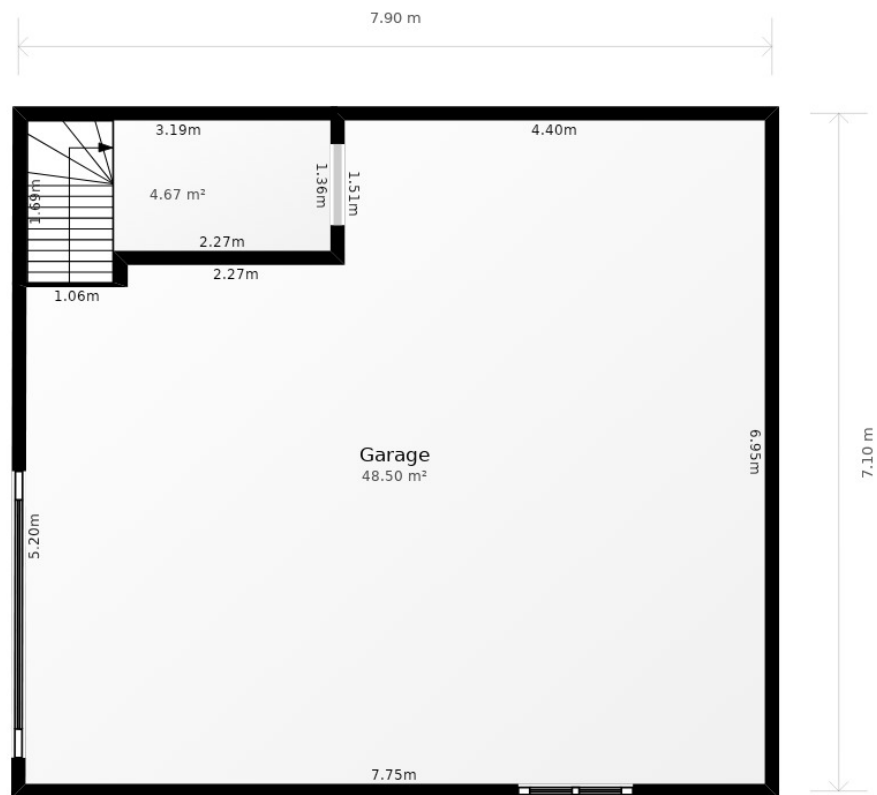 7.90 m
3.19m
4.40m
1.69m
4.67 m²
1.36m
1.51m
2.27m
2.27m
1.06m
Garage
48.50 m²
6.95m
7.10 m
5.20m
7.75m